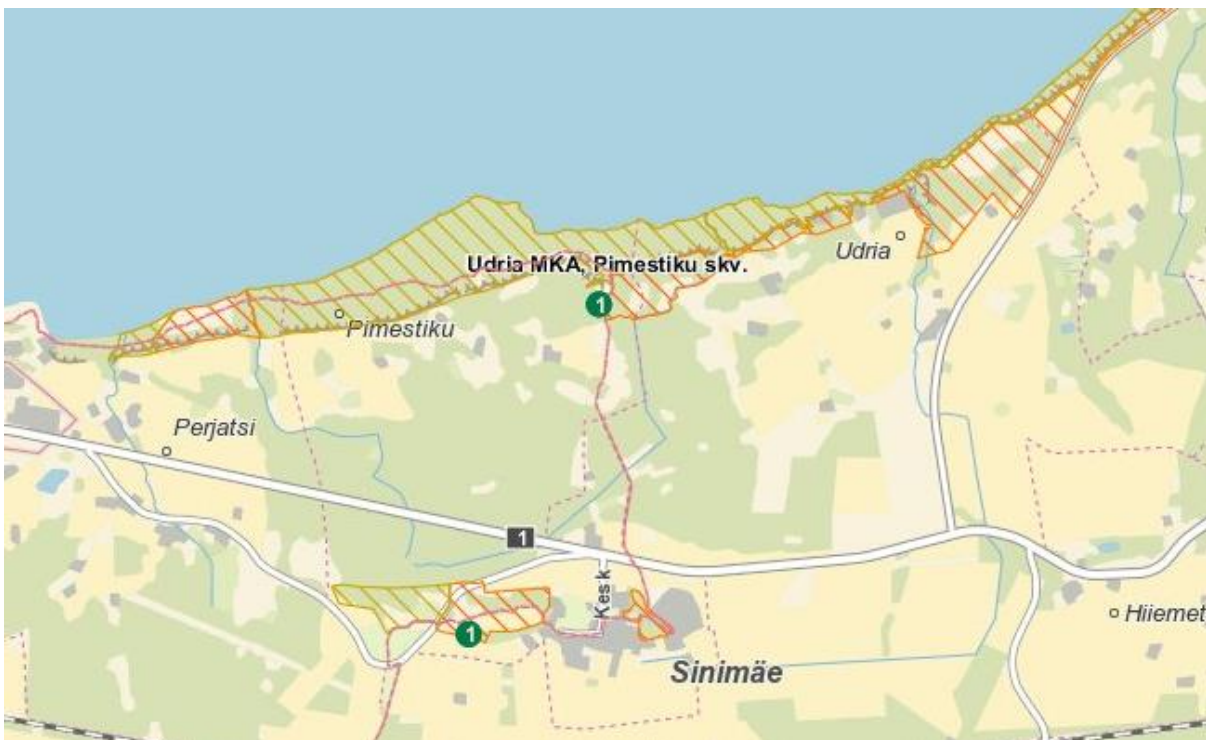 Udria
Udria MKA, Pimestiku skv.
1
Pimestiku
Perjatsi
1
Kesk
Hiiemet
1
Sinimäe